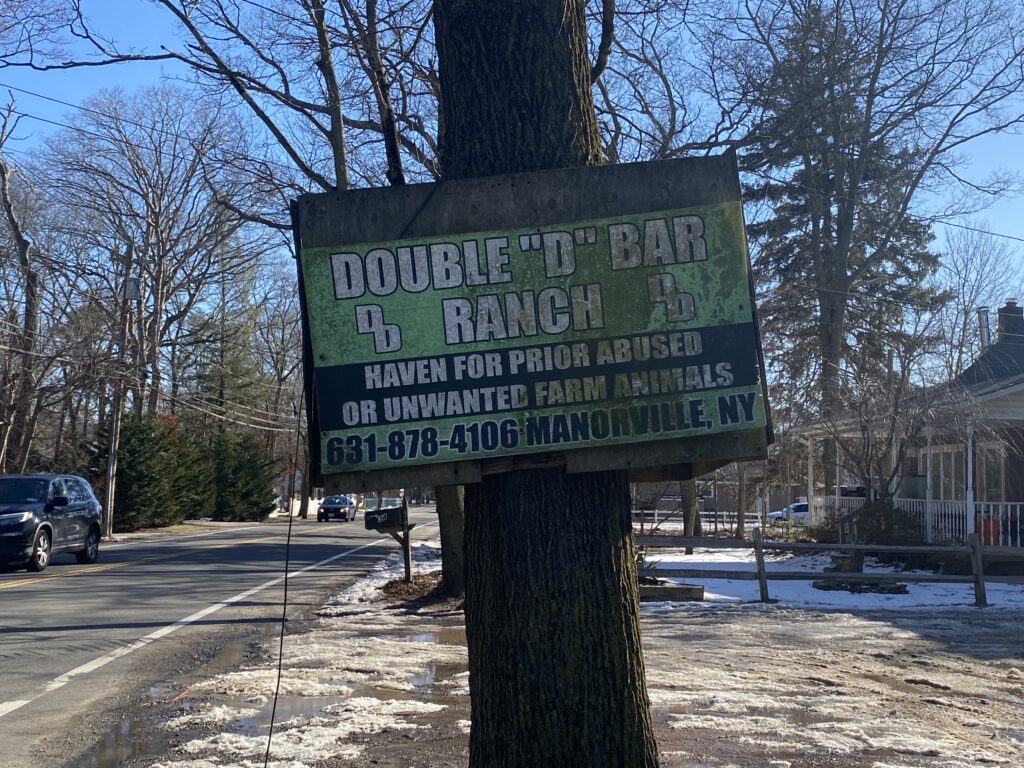 DOUBLE "D" BAR
RANCH
DD
DD
HAVEN FOR PRIOR ABUSED
OR UNWANTED FARM ANIMALS
631-878-4106 MANORVILLE, NY